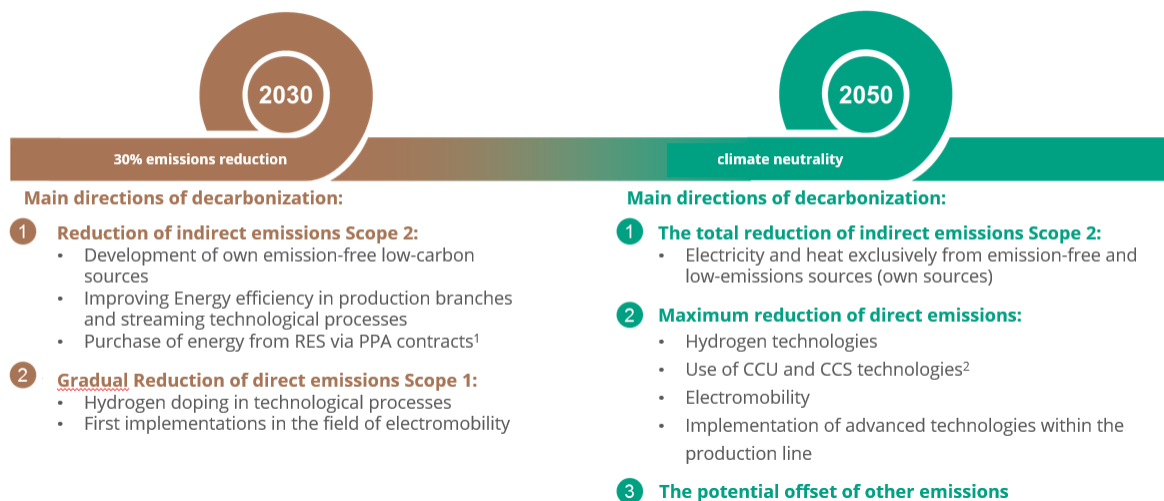 2030
30% emissions reduction
Main directions of decarbonization:
1 Reduction of indirect emissions Scope 2:
• Development of own emission-free low-carbon
sources
• Improving Energy efficiency in production branches
and streaming technological processes
• Purchase of energy from RES via PPA contracts¹
2 Gradual Reduction of direct emissions Scope 1:
• Hydrogen doping in technological processes
• First implementations in the field of electromobility
2050
climate neutrality
Main directions of decarbonization:
1 The total reduction of indirect emissions Scope 2:
• Electricity and heat exclusively from emission-free and
low-emissions sources (own sources)
2 Maximum reduction of direct emissions:
• Hydrogen technologies
• Use of CCU and CCS technologies²
• Electromobility
• Implementation of advanced technologies within the
production line
3 The potential offset of other emissions